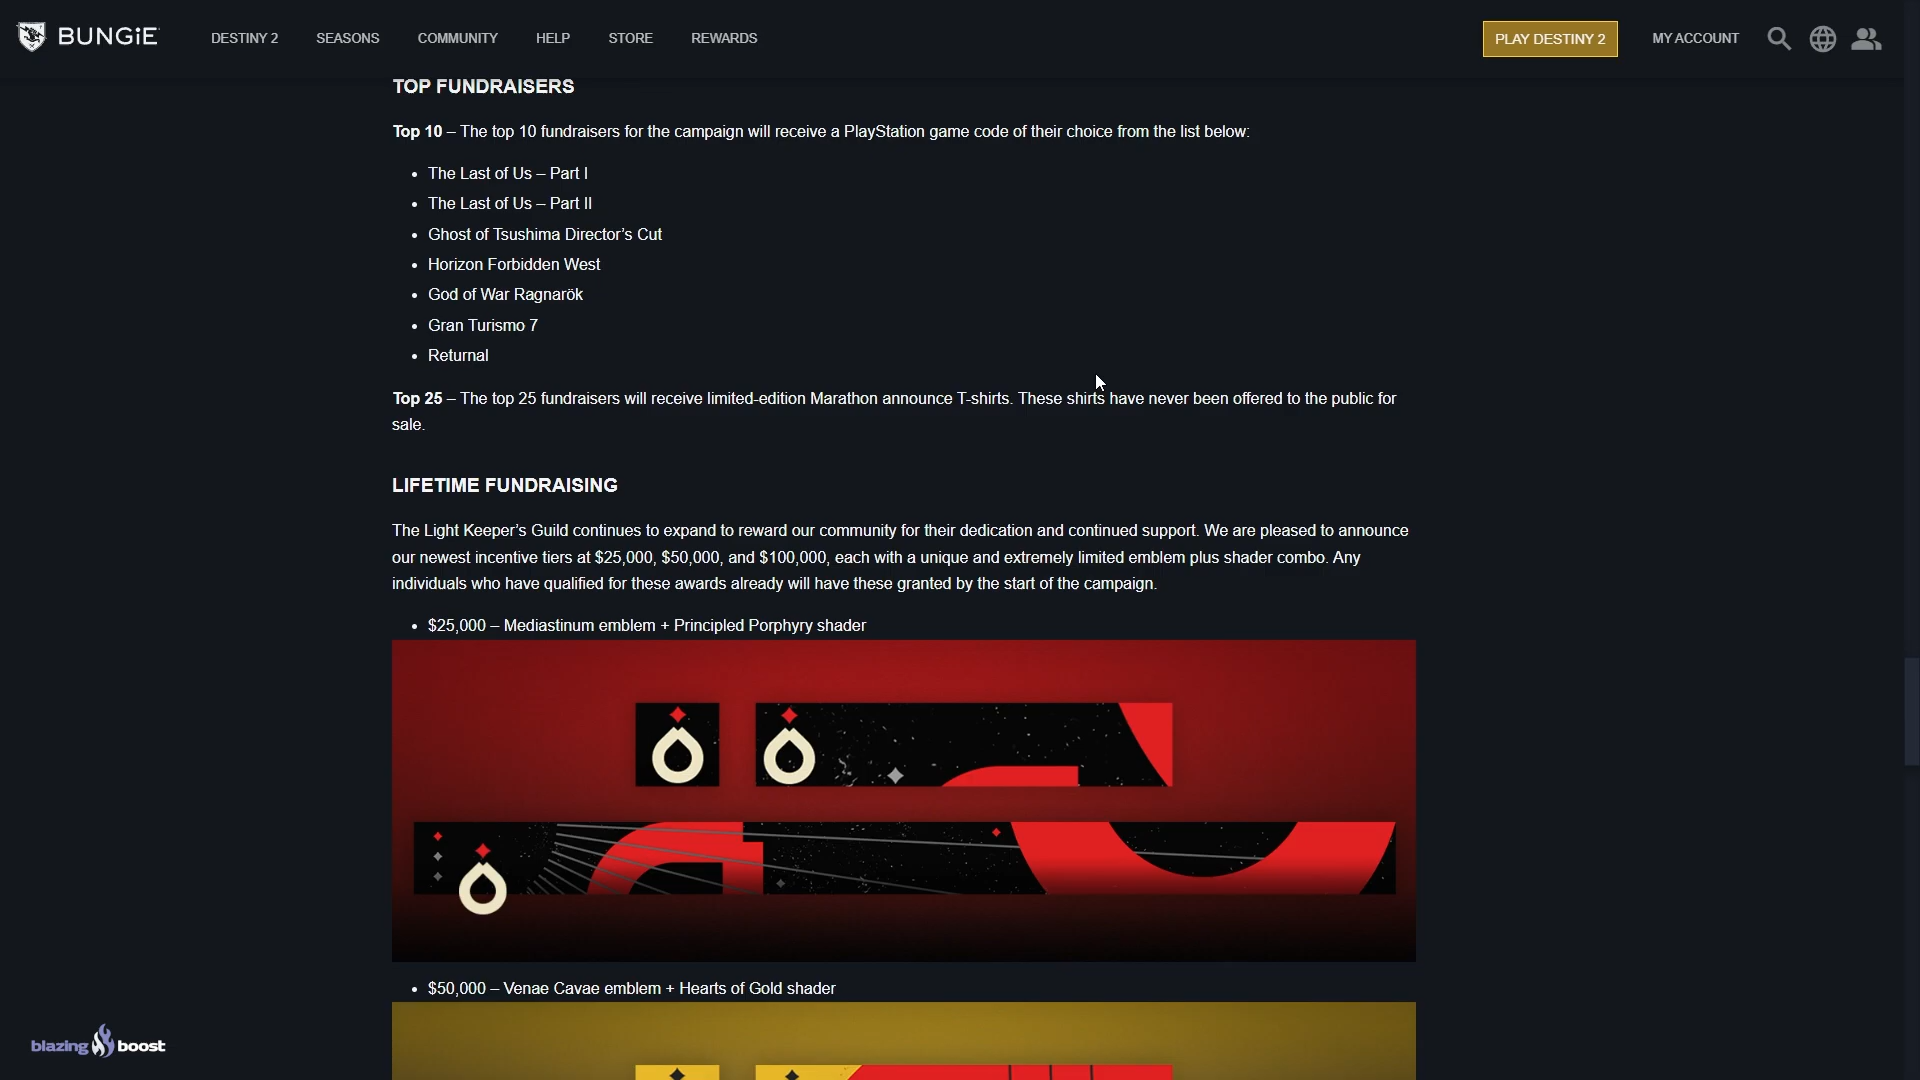 BUNGiE
DESTINY 2
SEASONS
COMMUNITY
HELP
STORE
REWARDS
PLAY DESTINY 2
MY ACCOUNT
TOP FUNDRAISERS
Top 10 – The top 10 fundraisers for the campaign will receive a PlayStation game code of their choice from the list below:
• The Last of Us – Part I
• The Last of Us – Part II
• Ghost of Tsushima Director’s Cut
• Horizon Forbidden West
• God of War Ragnarök
• Gran Turismo 7
• Returnal
Top 25 – The top 25 fundraisers will receive limited-edition Marathon announce T-shirts. These shirts have never been offered to the public for
sale.
LIFETIME FUNDRAISING
The Light Keeper’s Guild continues to expand to reward our community for their dedication and continued support. We are pleased to announce
our newest incentive tiers at $25,000, $50,000, and $100,000, each with a unique and extremely limited emblem plus shader combo. Any
individuals who have qualified for these awards already will have these granted by the start of the campaign.
• $25,000 – Mediastinum emblem + Principled Porphyry shader
• $50,000 – Venae Cavae emblem + Hearts of Gold shader
blazing boost